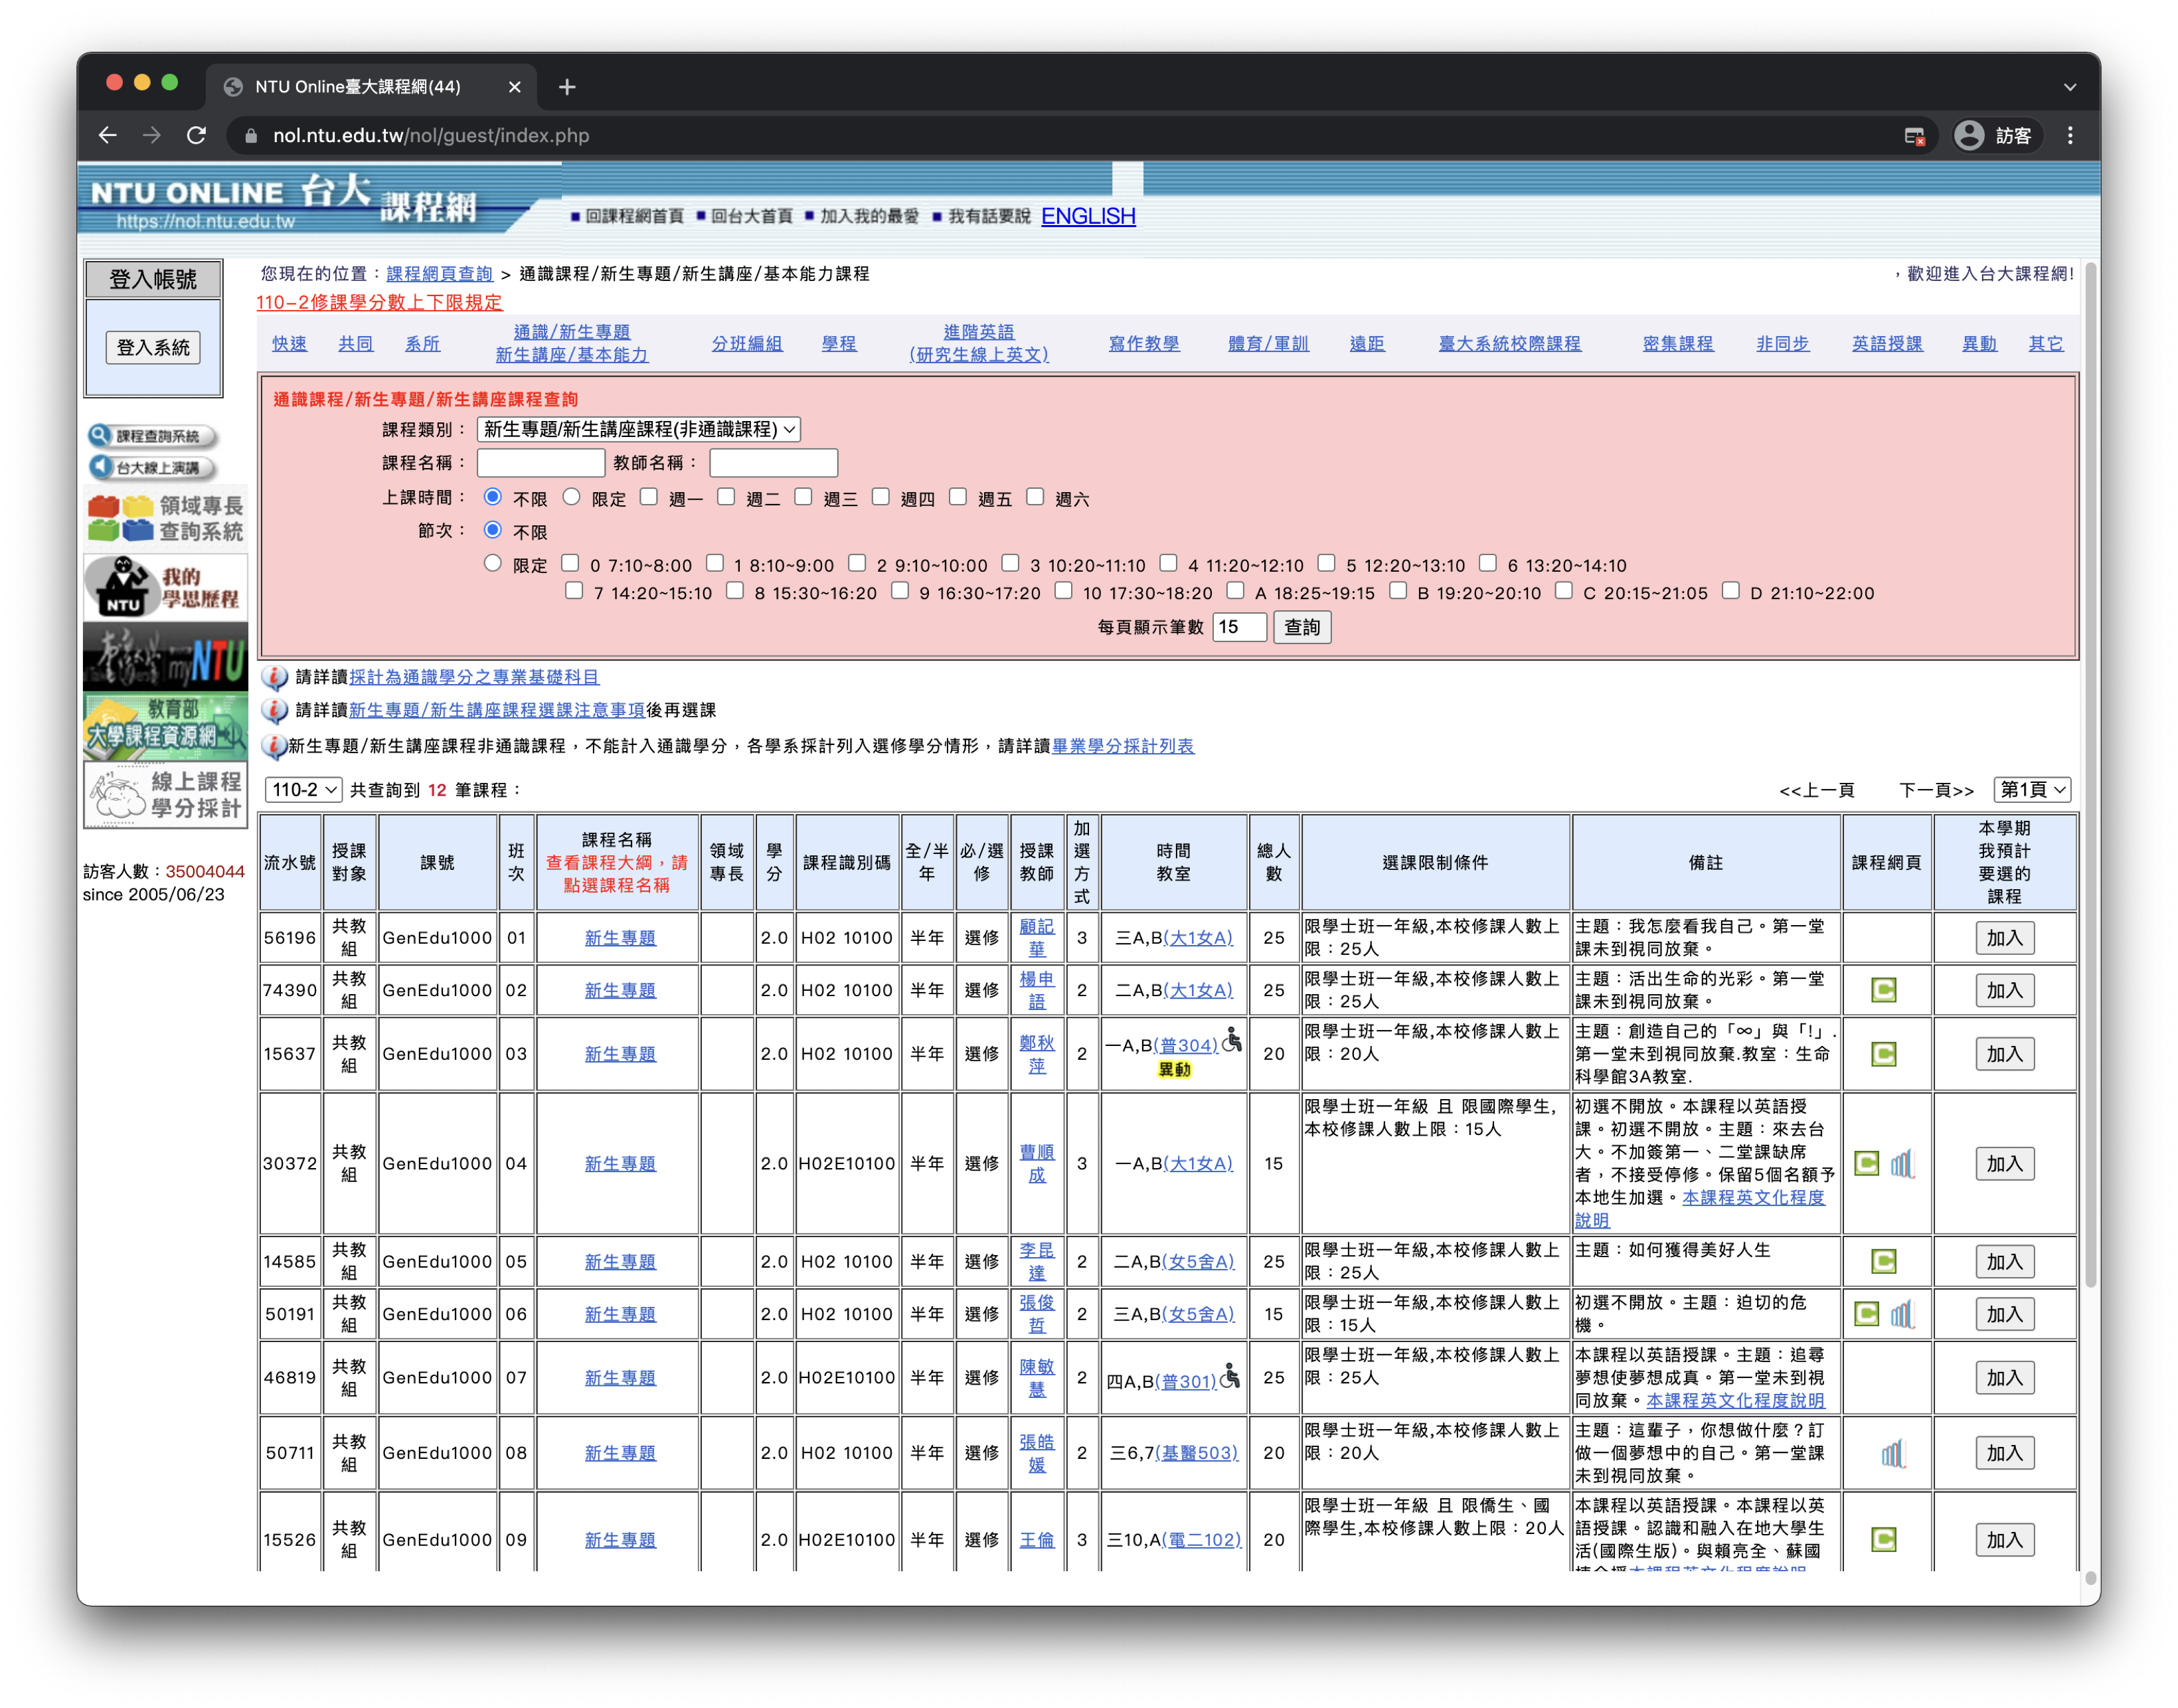 NTU Online臺大課程網(44)
nol.ntu.edu.tw/nol/guest/index.php
訪客
NTU ONLINE 台大 課程網
https://nol.ntu.edu.tw
回課程網首頁 回台大首頁 加入我的最愛 我有話要說 ENGLISH
登入帳號
登入系統
課程查詢系統
台大線上演講
領域專長
查詢系統
我的
學思歷程
NTU
myNTU
教育部
大學課程資源網
線上課程
學分採計
訪客人數：35004044
since 2005/06/23
您現在的位置：課程網頁查詢 > 通識課程/新生專題/新生講座/基本能力課程
，歡迎進入台大課程網!
110-2修課學分數上下限規定
快速 共同 系所 通識/新生專題
新生講座/基本能力 分班編組 學程 進階英語
(研究生線上英文) 寫作教學 體育/軍訓 遠距 臺大系統校際課程 密集課程 非同步 英語授課 異動 其它
通識課程/新生專題/新生講座課程查詢
課程類別： 新生專題/新生講座課程(非通識課程)
課程名稱： 教師名稱：
上課時間： 不限 限定 週一 週二 週三 週四 週五 週六
節次： 不限
限定 0 7:10~8:00 1 8:10~9:00 2 9:10~10:00 3 10:20~11:10 4 11:20~12:10 5 12:20~13:10 6 13:20~14:10
7 14:20~15:10 8 15:30~16:20 9 16:30~17:20 10 17:30~18:20 A 18:25~19:15 B 19:20~20:10 C 20:15~21:05 D 21:10~22:00
每頁顯示筆數 15 查詢
請詳讀採計為通識學分之專業基礎科目
請詳讀新生專題/新生講座課程選課注意事項後再選課
新生專題/新生講座課程非通識課程，不能計入通識學分，各學系採計列入選修學分情形，請詳讀畢業學分採計列表
110-2 共查詢到 12 筆課程：
<<上一頁 下一頁>> 第1頁
流水號
授課
對象
課號
班
次
課程名稱
查看課程大綱，請
點選課程名稱
領域
專長
學
分
課程識別碼
全/半
年
必/選
修
授課
教師
加
選
方
式
時間
教室
總人
數
選課限制條件
備註
課程網頁
本學期
我預計
要選的
課程
56196 共教
組 GenEdu1000 01 新生專題 2.0 H02 10100 半年 選修 顧記
華 3 三A,B(大1女A) 25 限學士班一年級,本校修課人數上
限：25人
主題：我怎麼看我自己。第一堂
課未到視同放棄。
加入
74390 共教
組 GenEdu1000 02 新生專題 2.0 H02 10100 半年 選修 楊申
語 2 二A,B(大1女A) 25 限學士班一年級,本校修課人數上
限：25人
主題：活出生命的光彩。第一堂
課未到視同放棄。
加入
15637 共教
組 GenEdu1000 03 新生專題 2.0 H02 10100 半年 選修 鄭秋
萍 2 一A,B(普304)
異動 20 限學士班一年級,本校修課人數上
限：20人
主題：創造自己的「∞」與「!」.
第一堂未到視同放棄.教室：生命
科學館3A教室.
加入
30372 共教
組 GenEdu1000 04 新生專題 2.0 H02E10100 半年 選修 曹順
成 3 一A,B(大1女A) 15 限學士班一年級 且 限國際學生,
本校修課人數上限：15人
初選不開放。本課程以英語授
課。初選不開放。主題：來去台
大。不加簽第一、二堂課缺席
者，不接受停修。保留5個名額予
本地生加選。本課程英文化程度
說明
加入
14585 共教
組 GenEdu1000 05 新生專題 2.0 H02 10100 半年 選修 李昆
達 2 二A,B(女5舍A) 25 限學士班一年級,本校修課人數上
限：25人
主題：如何獲得美好人生
加入
50191 共教
組 GenEdu1000 06 新生專題 2.0 H02 10100 半年 選修 張俊
哲 2 三A,B(女5舍A) 15 限學士班一年級,本校修課人數上
限：15人
初選不開放。主題：迫切的危
機。
加入
46819 共教
組 GenEdu1000 07 新生專題 2.0 H02E10100 半年 選修 陳敏
慧 2 四A,B(普301) 25 限學士班一年級,本校修課人數上
限：25人
本課程以英語授課。主題：追尋
夢想使夢想成真。第一堂未到視
同放棄。本課程英文化程度說明
加入
50711 共教
組 GenEdu1000 08 新生專題 2.0 H02 10100 半年 選修 張皓
媛 2 三6,7(基醫503) 20 限學士班一年級,本校修課人數上
限：20人
主題：這輩子，你想做什麼？訂
做一個夢想中的自己。第一堂課
未到視同放棄。
加入
15526 共教
組 GenEdu1000 09 新生專題 2.0 H02E10100 半年 選修 王倫 3 三10,A(電二102) 20 限學士班一年級 且 限僑生、國
際學生,本校修課人數上限：20人
本課程以英語授課。本課程以英
語授課。認識和融入在地大學生
活(國際生版)。與賴亮全、蘇國
加入